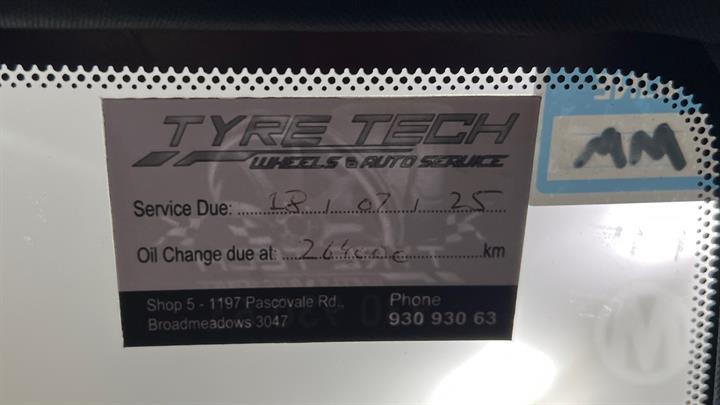 TYRE TECH
WHEELS & AUTO SERVICE
Service Due: 18 / 07 / 25
Oil Change due at: 264000 km
Shop 5 - 1197 Pascovale Rd.,
Broadmeadows 3047
Phone
930 930 63